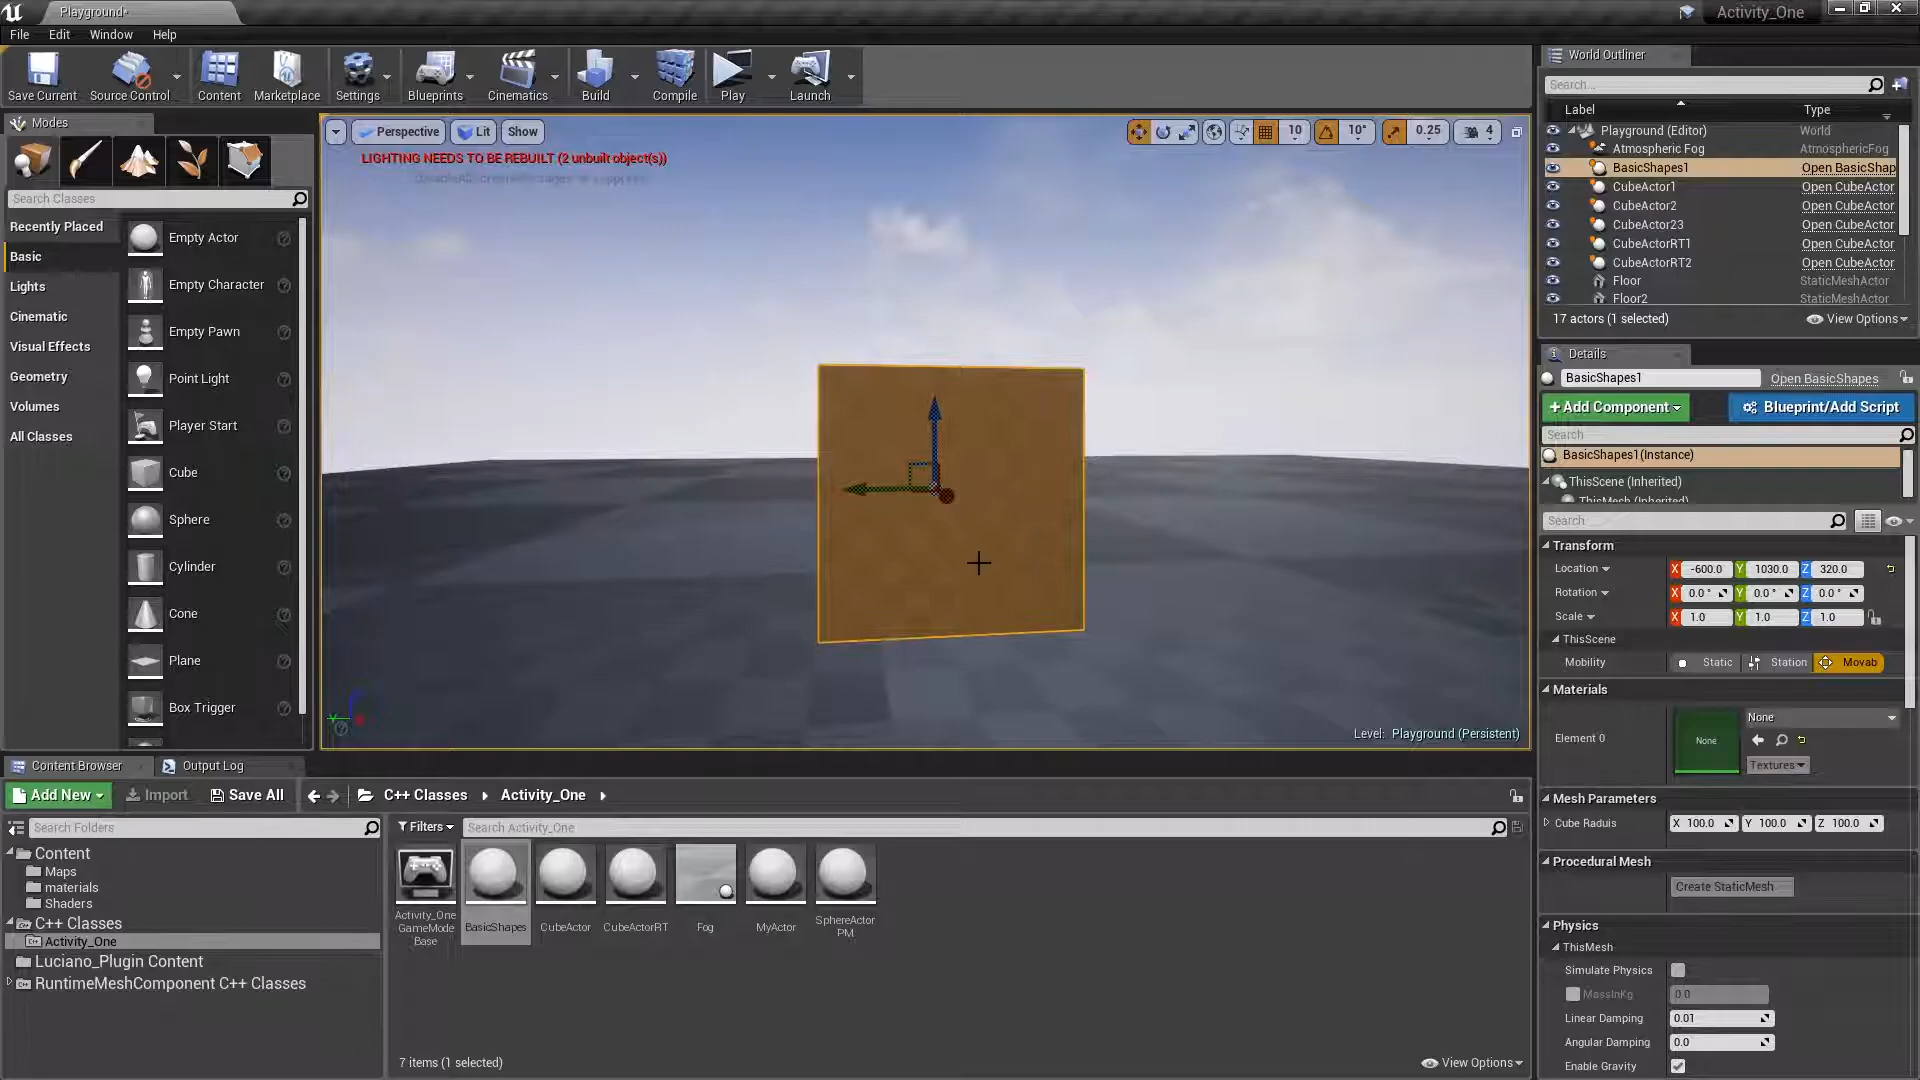 Playground•
Activity_One
File Edit Window Help
Save Current Source Control Content Marketplace Settings Blueprints Cinematics Build Compile Play Launch
Modes
Search Classes
Recently Placed
Basic
Lights
Cinematic
Visual Effects
Geometry
Volumes
All Classes
Empty Actor
Empty Character
Empty Pawn
Point Light
Player Start
Cube
Sphere
Cylinder
Cone
Plane
Box Trigger
Perspective Lit Show
10 10° 0.25 4
LIGHTING NEEDS TO BE REBUILT (2 unbuilt object(s))
Level: Playground (Persistent)
World Outliner
Search...
Label Type
Playground (Editor) World
Atmospheric Fog AtmosphericFog
BasicShapes1 Open BasicShap
CubeActor1 Open CubeActor
CubeActor2 Open CubeActor
CubeActor23 Open CubeActor
CubeActorRT1 Open CubeActor
CubeActorRT2 Open CubeActor
Floor StaticMeshActor
Floor2 StaticMeshActor
17 actors (1 selected) View Options
Details
BasicShapes1 Open BasicShapes
+Add Component Blueprint/Add Script
Search
BasicShapes1(Instance)
ThisScene (Inherited)
ThisMesh (Inherited)
Search
Transform
Location X -600.0 Y 1030.0 Z 320.0
Rotation X 0.0 ° Y 0.0 ° Z 0.0 °
Scale X 1.0 Y 1.0 Z 1.0
ThisScene
Mobility Static Station Movab
Materials
Element 0 None None
Textures
Mesh Parameters
Cube Raduis X 100.0 Y 100.0 Z 100.0
Procedural Mesh
Create StaticMesh
Physics
ThisMesh
Simulate Physics
MassInKg 0.0
Linear Damping 0.01
Angular Damping 0.0
Enable Gravity
Content Browser Output Log
Add New Import Save All C++ Classes Activity_One
Search Folders
Content
Maps
materials
Shaders
C++ Classes
Activity_One
Luciano_Plugin Content
RuntimeMeshComponent C++ Classes
Filters Search Activity_One
Activity_One
GameMode
Base
BasicShapes
CubeActor
CubeActorRT
Fog
MyActor
SphereActor
PM
7 items (1 selected) View Options